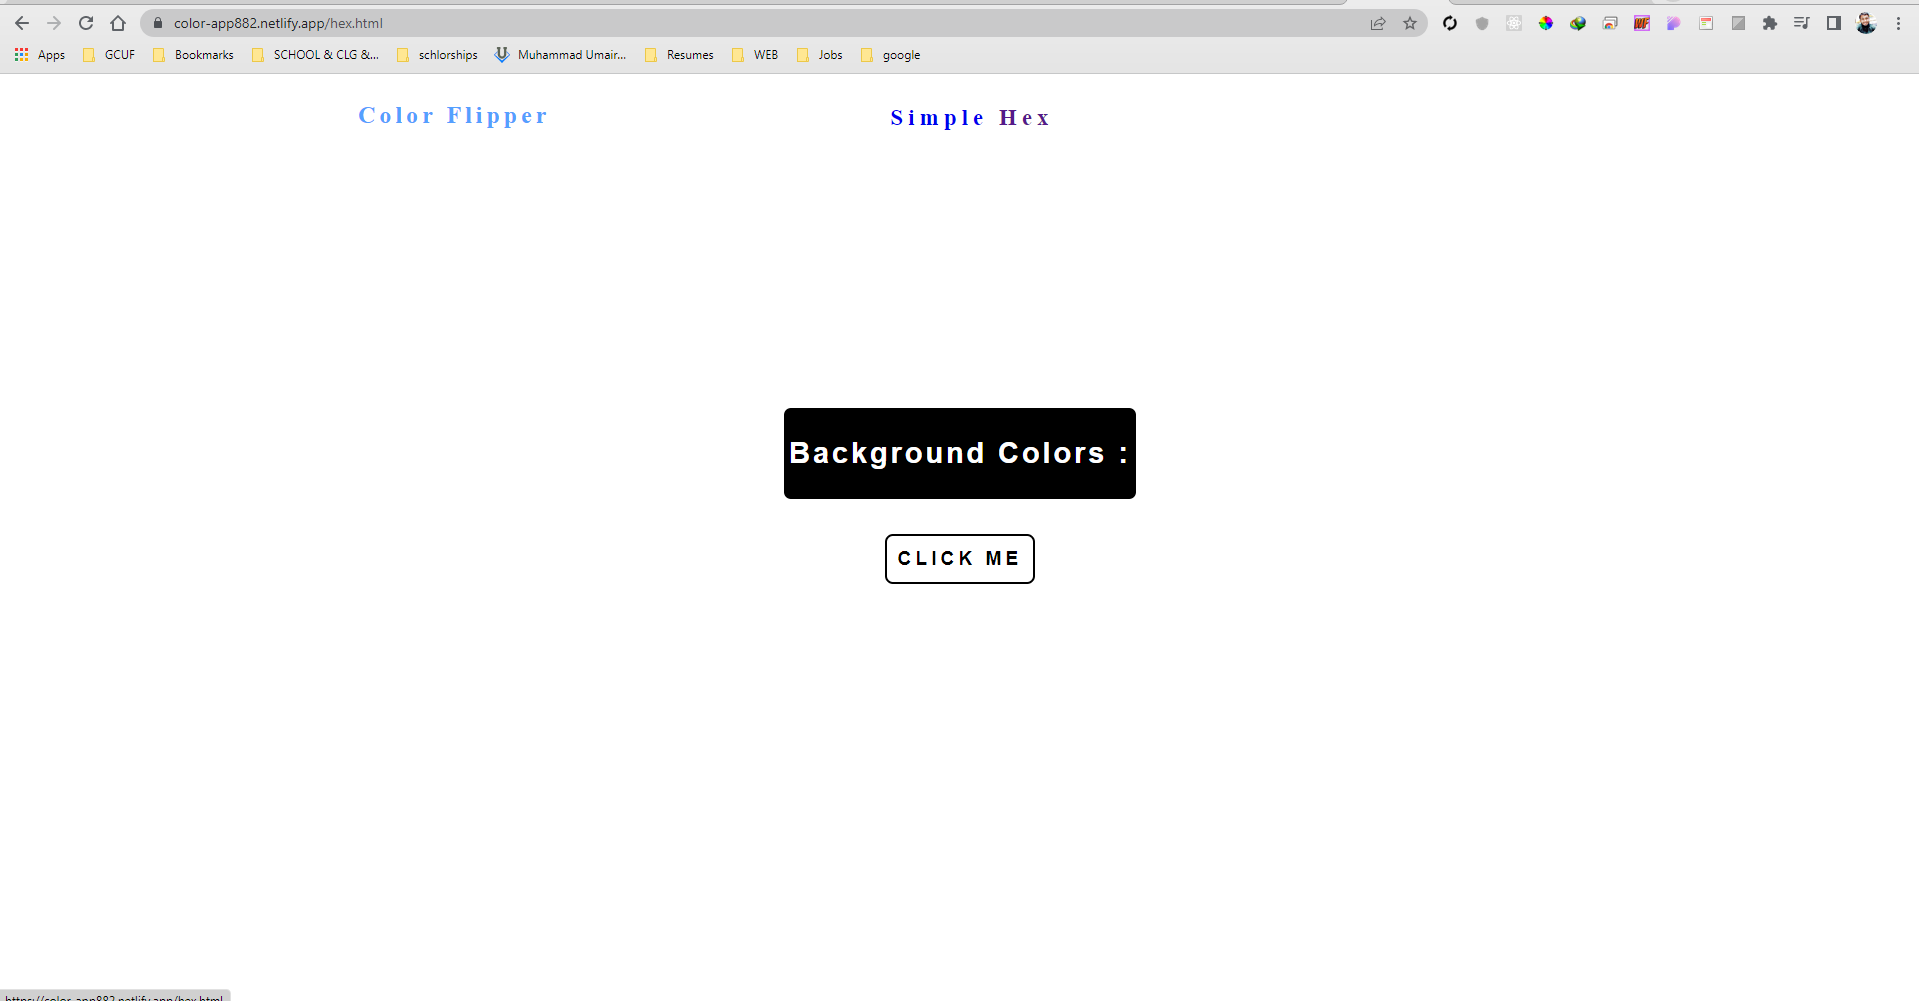 color-app882.netlify.app/hex.html
Apps GCUF Bookmarks SCHOOL & CLG &... schlorships Muhammad Umair... Resumes WEB Jobs google
Color Flipper Simple Hex
Background Colors :
CLICK ME
https://color-app882.netlify.app/hex.html